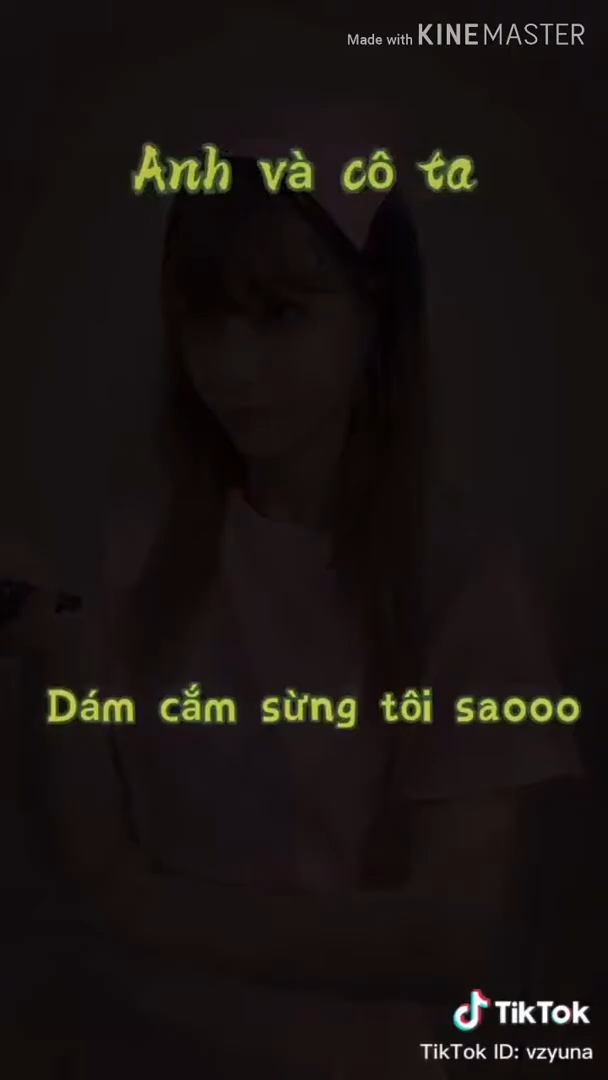 Made with KINEMASTER
Anh và cô ta
Dám cắm sừng tôi saooo
TikTok
TikTok ID: vzyuna